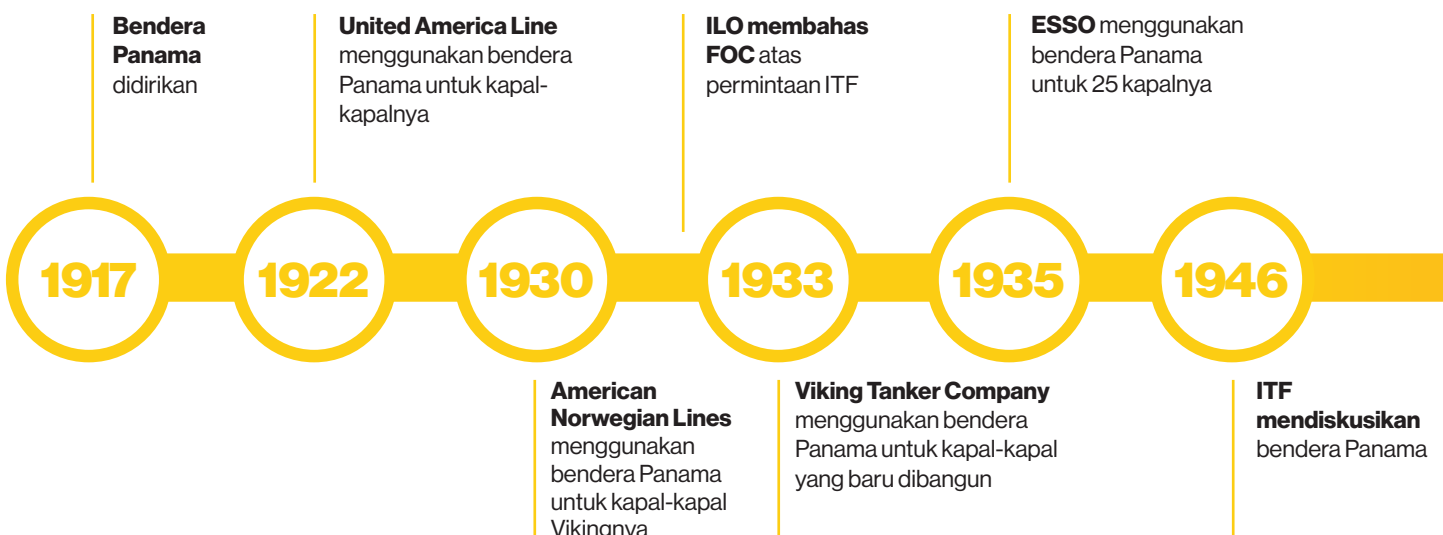 Bendera
Panama
didirikan
United America Line
menggunakan bendera
Panama untuk kapal-
kapalnya
ILO membahas
FOC atas
permintaan ITF
ESSO menggunakan
bendera Panama
untuk 25 kapalnya
1917
1922
1930
1933
1935
1946
American
Norwegian Lines
menggunakan
bendera Panama
untuk kapal-kapal
Vikingnya
Viking Tanker Company
menggunakan bendera
Panama untuk kapal-kapal
yang baru dibangun
ITF
mendiskusikan
bendera Panama